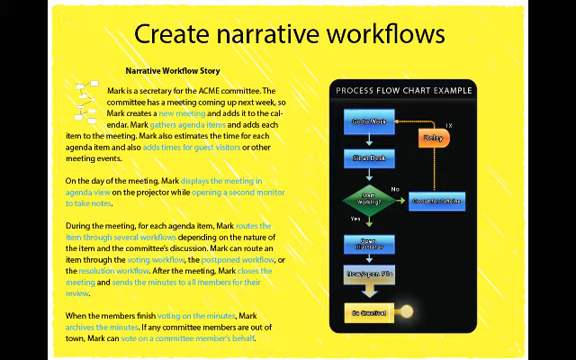 Create narrative workflows
Narrative Workflow Story
Mark is a secretary for the ACME committee. The
committee has a meeting coming up next week, so
Mark creates a new meeting and adds it to the cal-
endar. Mark gathers agenda items and adds each
item to the meeting. Mark also estimates the time for each
agenda item and also adds times for guest visitors or other
meeting events.
On the day of the meeting, Mark displays the meeting in
agenda view on the projector while opening a second monitor
to take notes.
During the meeting, for each agenda item, Mark routes the
item through several workflows depending on the nature of
the item and the committee's discussion. Mark can route an
item through the voting workflow, the postponed workflow, or
the resolution workflow. After the meeting, Mark closes the
meeting and sends the minutes to all members for their
review.
When the members finish voting on the minutes, Mark
archives the minutes. If any committee members are out of
town, Mark can vote on a committee member's behalf.
PROCESS FLOW CHART EXAMPLE
Go to Work
1X
Delay
Sit at Desk
Start
Working?
No
Yes
New/open File
Be Creative!